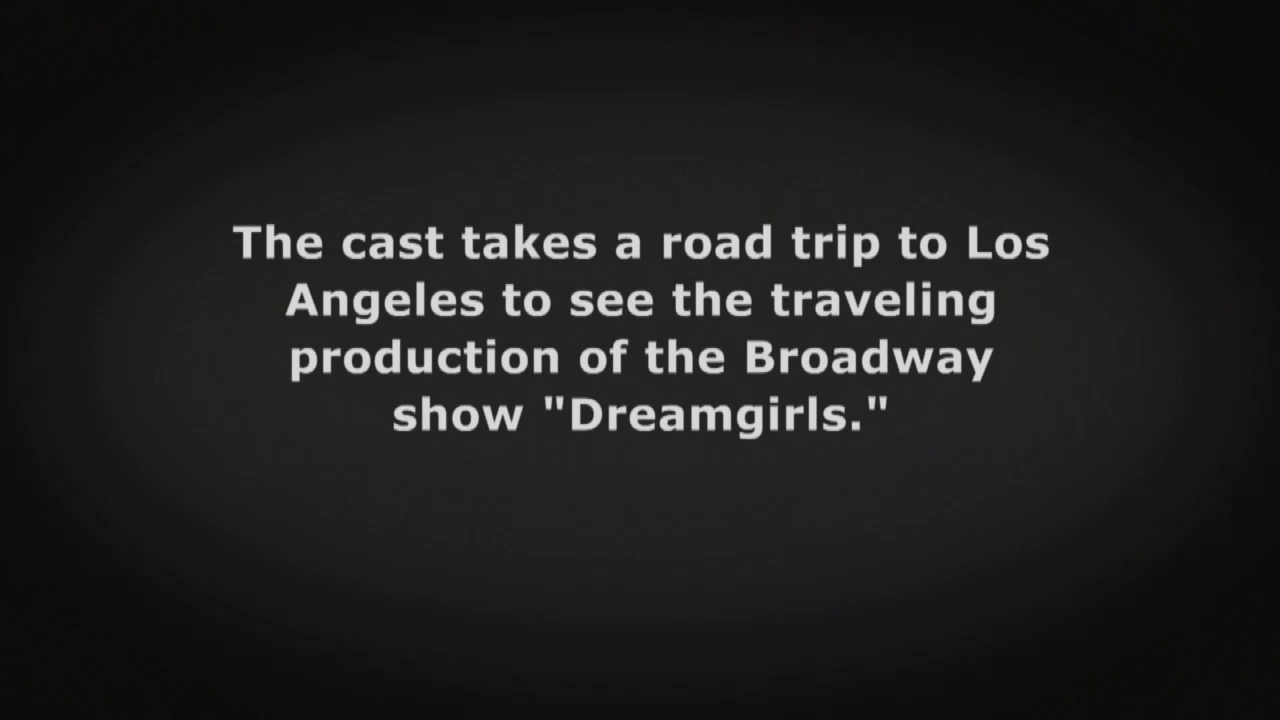 The cast takes a road trip to Los
Angeles to see the traveling
production of the Broadway
show "Dreamgirls."